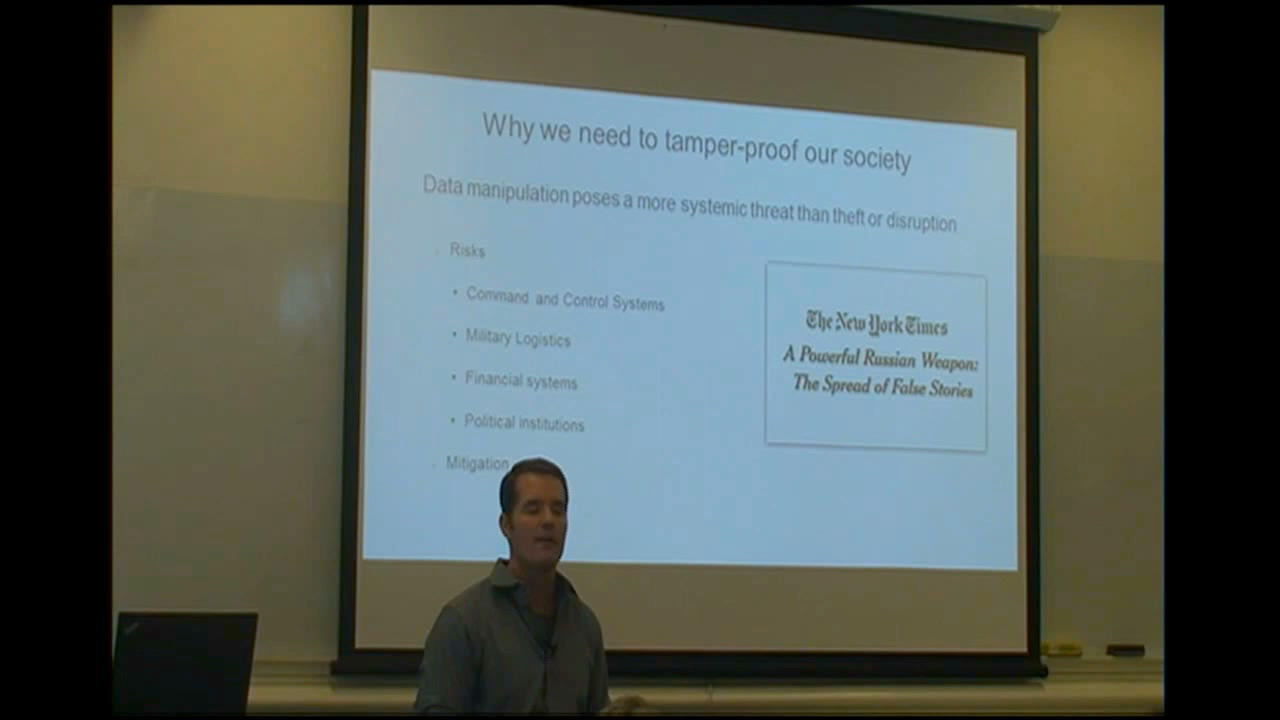 Why we need to tamper-proof our society
Data manipulation poses a more systemic threat than theft or disruption
Risks
• Command and Control Systems
• Military Logistics
• Financial systems
• Political institutions
Mitigation
The New York Times
A Powerful Russian Weapon:
The Spread of False Stories